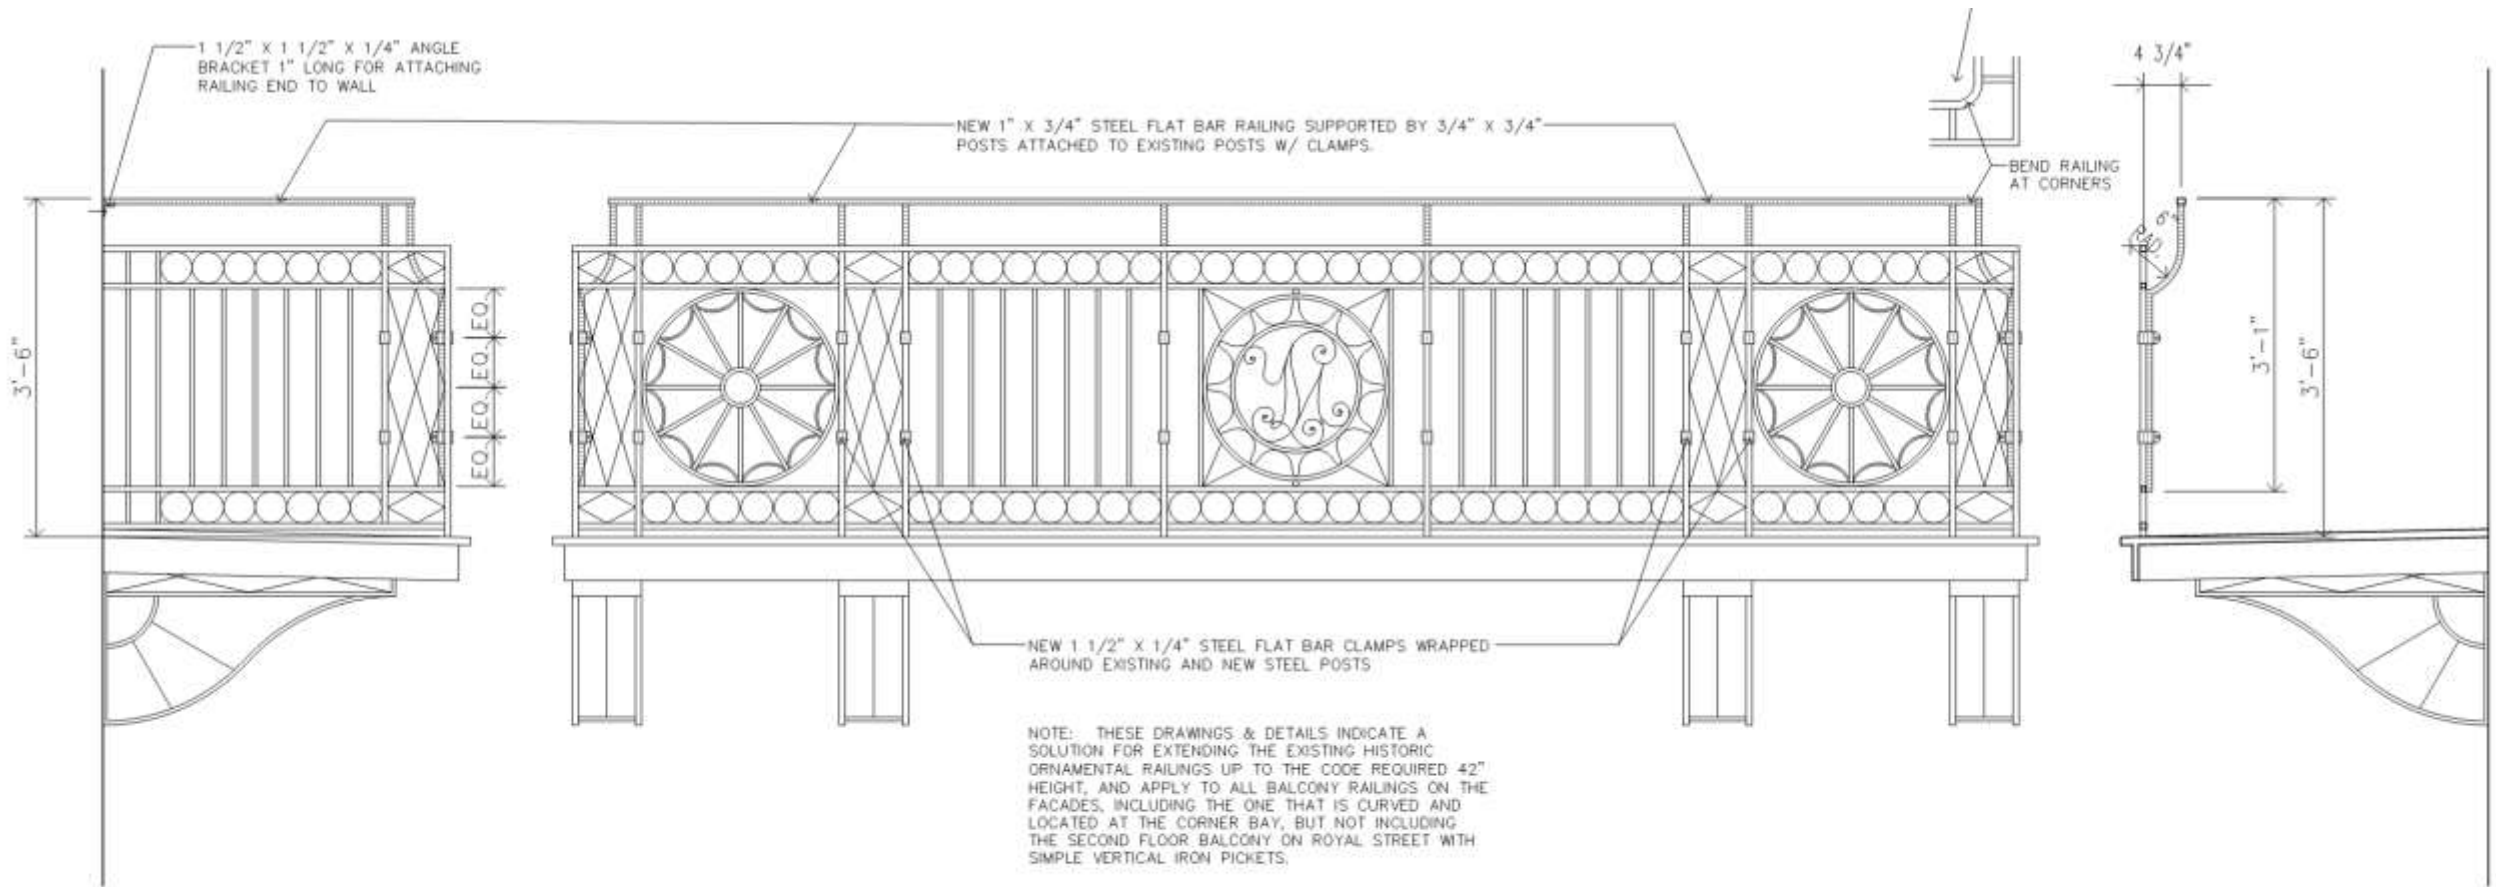 1 1/2" X 1 1/2" X 1/4" ANGLE
BRACKET 1" LONG FOR ATTACHING
RAILING END TO WALL
4 3/4"
NEW 1" X 3/4" STEEL FLAT BAR RAILING SUPPORTED BY 3/4" X 3/4"
POSTS ATTACHED TO EXISTING POSTS W/ CLAMPS.
BEND RAILING
AT CORNERS
6"
RAD.
3'-6"
EQ.
EQ.
EQ.
EQ.
3'-1"
3'-6"
NEW 1 1/2" X 1/4" STEEL FLAT BAR CLAMPS WRAPPED
AROUND EXISTING AND NEW STEEL POSTS
NOTE: THESE DRAWINGS & DETAILS INDICATE A
SOLUTION FOR EXTENDING THE EXISTING HISTORIC
ORNAMENTAL RAILINGS UP TO THE CODE REQUIRED 42"
HEIGHT, AND APPLY TO ALL BALCONY RAILINGS ON THE
FACADES, INCLUDING THE ONE THAT IS CURVED AND
LOCATED AT THE CORNER BAY, BUT NOT INCLUDING
THE SECOND FLOOR BALCONY ON ROYAL STREET WITH
SIMPLE VERTICAL IRON PICKETS.